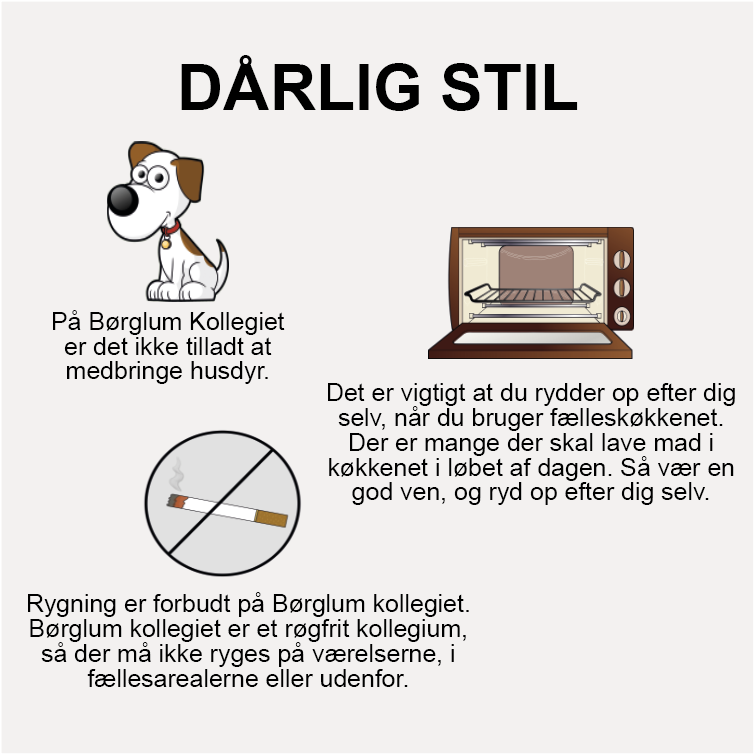 DÅRLIG STIL
På Børglum Kollegiet
er det ikke tilladt at
medbringe husdyr.
Det er vigtigt at du rydder op efter dig
selv, når du bruger fælleskøkkenet.
Der er mange der skal lave mad i
køkkenet i løbet af dagen. Så vær en
god ven, og ryd op efter dig selv.
Rygning er forbudt på Børglum kollegiet.
Børglum kollegiet er et røgfrit kollegium,
så der må ikke ryges på værelserne, i
fællesarealerne eller udenfor.